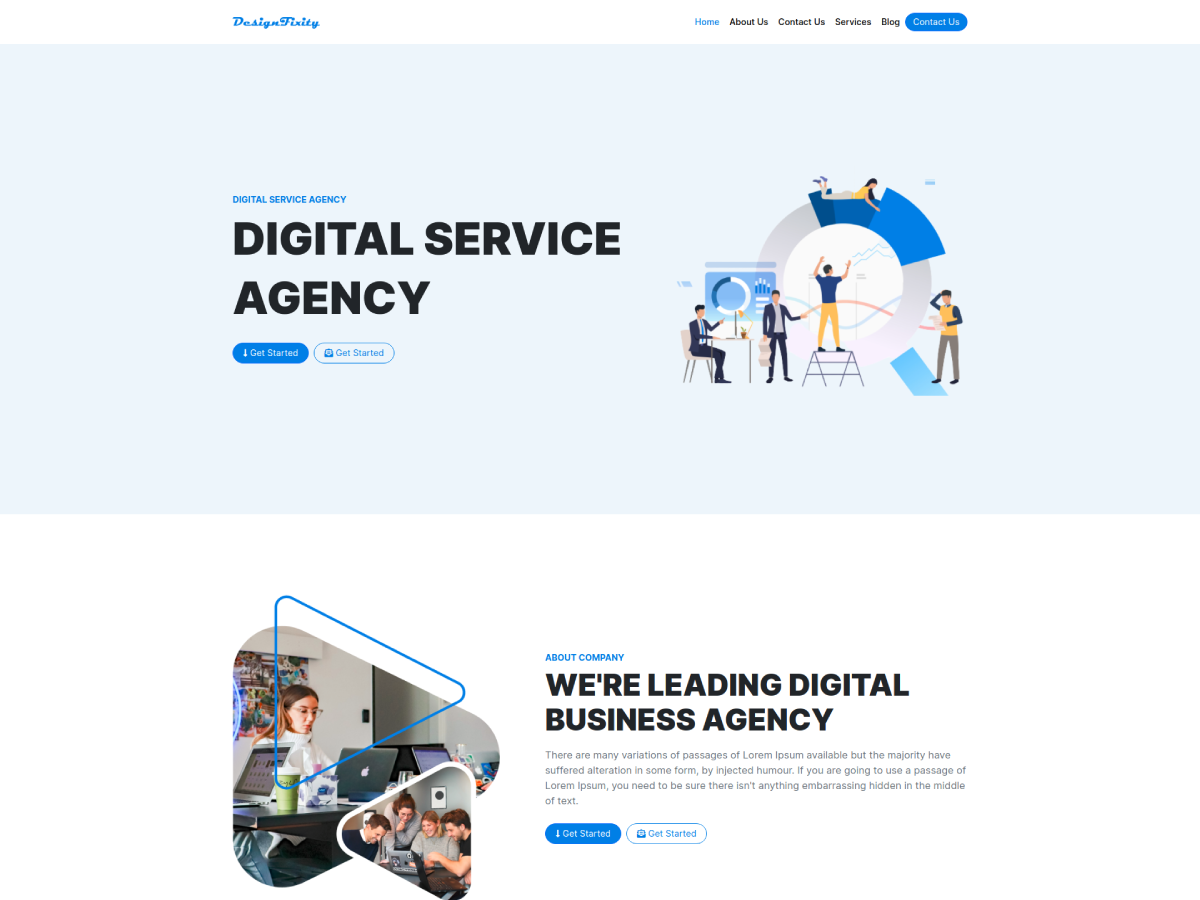 DesignFixity
Home About Us Contact Us Services Blog Contact Us
DIGITAL SERVICE AGENCY
DIGITAL SERVICE
AGENCY
Get Started Get Started
ABOUT COMPANY
WE'RE LEADING DIGITAL
BUSINESS AGENCY
There are many variations of passages of Lorem Ipsum available but the majority have
suffered alteration in some form, by injected humour. If you are going to use a passage of
Lorem Ipsum, you need to be sure there isn't anything embarrassing hidden in the middle
of text.
Get Started Get Started